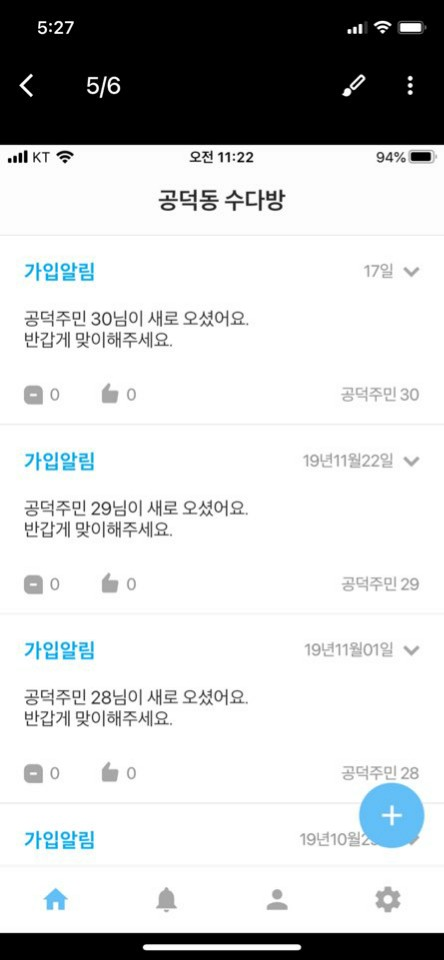 5:27
5/6
KT
오전 11:22
94%
공덕동 수다방
가입알림
17일
공덕주민 30님이 새로 오셨어요.
반갑게 맞이해주세요.
0
0
공덕주민 30
가입알림
19년11월22일
공덕주민 29님이 새로 오셨어요.
반갑게 맞이해주세요.
0
0
공덕주민 29
가입알림
19년11월01일
공덕주민 28님이 새로 오셨어요.
반갑게 맞이해주세요.
0
0
공덕주민 28
가입알림
19년10월2